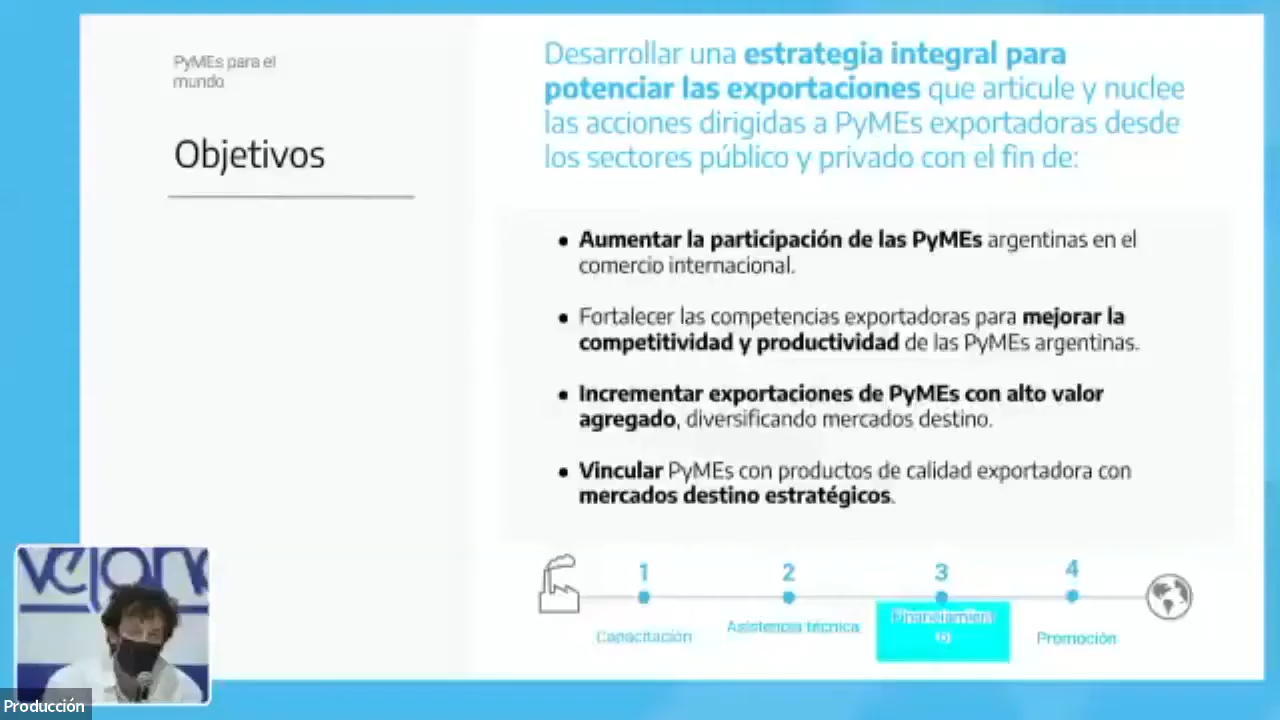 PyMEs para el
mundo
Objetivos
Desarrollar una estrategia integral para
potenciar las exportaciones que articule y nuclee
las acciones dirigidas a PyMEs exportadoras desde
los sectores público y privado con el fin de:
• Aumentar la participación de las PyMEs argentinas en el
comercio internacional.
• Fortalecer las competencias exportadoras para mejorar la
competitividad y productividad de las PyMEs argentinas.
• Incrementar exportaciones de PyMEs con alto valor
agregado, diversificando mercados destino.
• Vincular PyMEs con productos de calidad exportadora con
mercados destino estratégicos.
1 2 3 4
Capacitación Asistencia técnica Financiamien Promoción
to
Producción